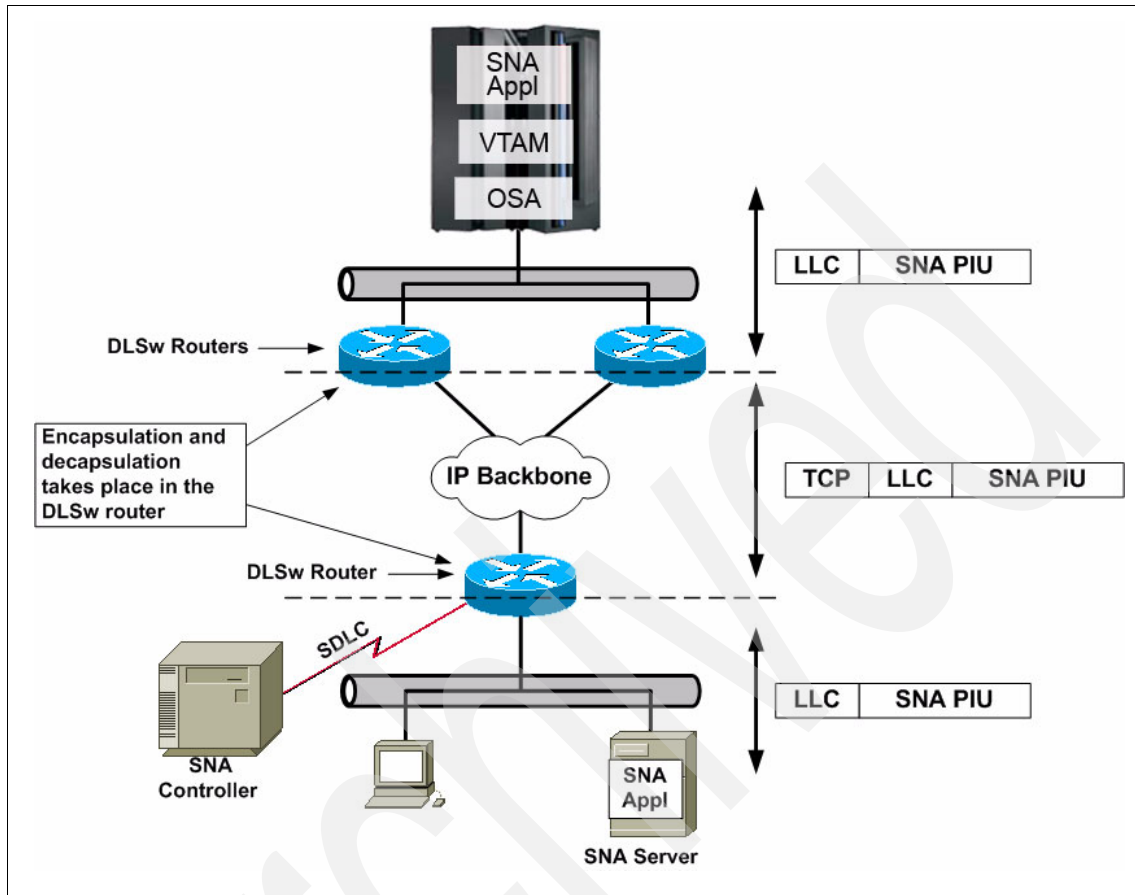 SNA
Appl
VTAM
OSA
LLC SNA PIU
DLSw Routers
Encapsulation and
decapsulation
takes place in the
DLSw router
IP Backbone
TCP LLC SNA PIU
DLSw Router
SDLC
LLC SNA PIU
SNA
Controller
SNA
Appl
SNA Server